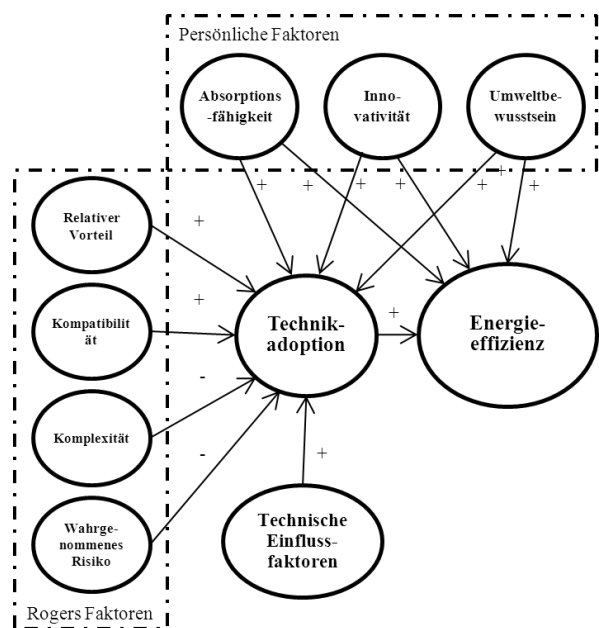 Persönliche Faktoren
Absorptions
-fähigkeit
Inno-
vativität
Umweltbe-
wusstsein
+ + + + + + +
Relativer
Vorteil
+
Kompatibilit
ät
+
Technik-
adoption
+
Energie-
effizienz
Komplexität
-
-
Wahrge-
nommenes
Risiko
+
Technische
Einfluss-
faktoren
Rogers Faktoren